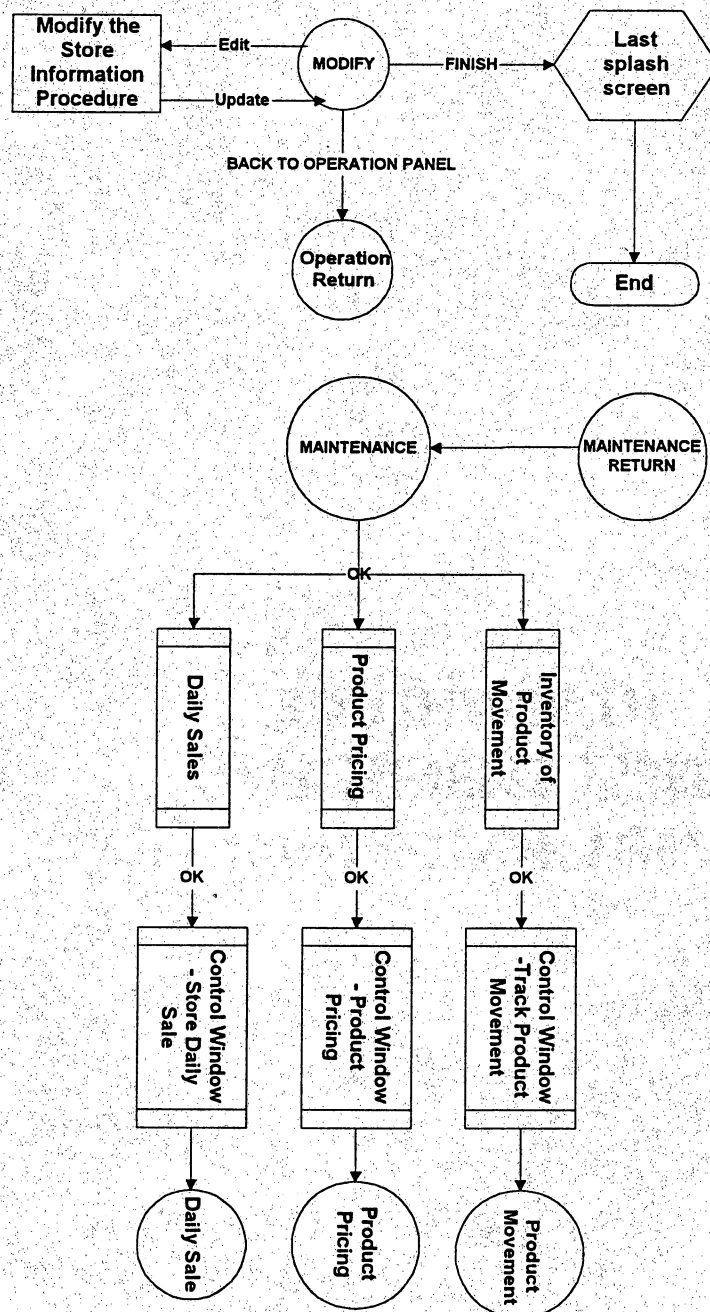 Modify the
Store
Information
Procedure
Edit
Update
MODIFY
FINISH
Last
splash
screen
BACK TO OPERATION PANEL
Operation
Return
End
MAINTENANCE
MAINTENANCE
RETURN
OK
Daily Sales
Product Pricing
Inventory of
Product
Movement
OK
OK
OK
Control Window
- Store Daily
Sale
Control Window
- Product
Pricing
Control Window
-Track Product
Movement
Daily Sale
Product
Pricing
Product
Movement